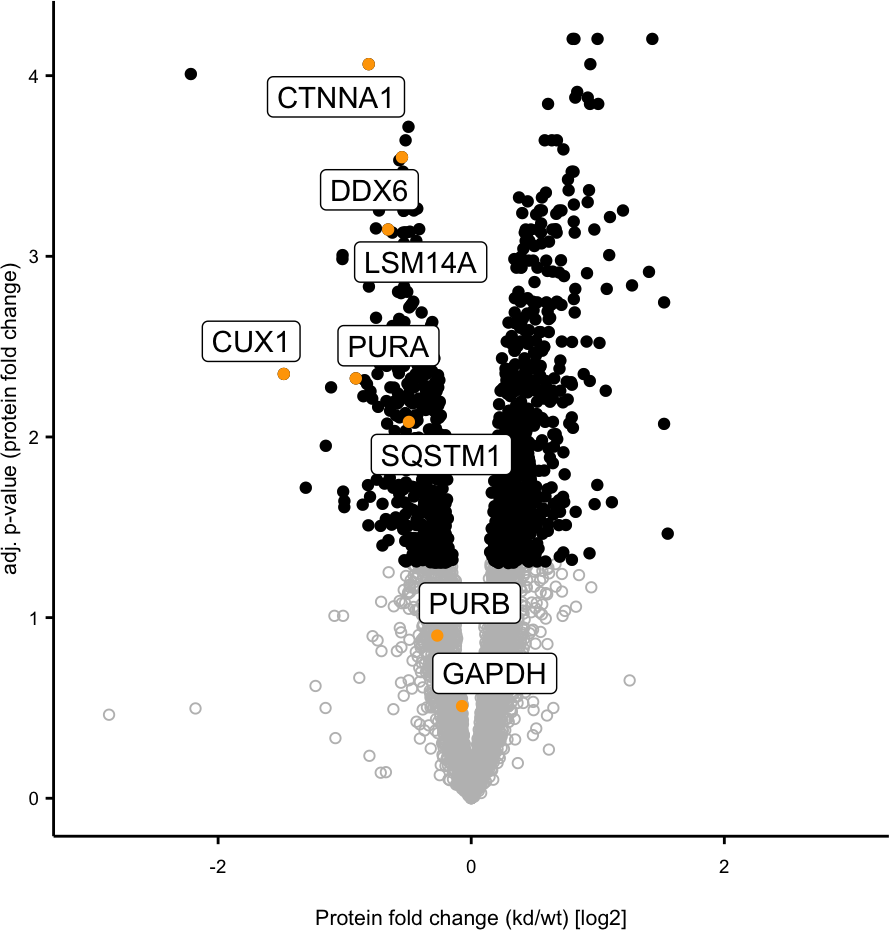 4
CTNNA1
DDX6
3
LSM14A
CUX1
PURA
2
SQSTM1
1
PURB
GAPDH
0
adj. p-value (protein fold change)
-2
0
2
Protein fold change (kd/wt) [log2]